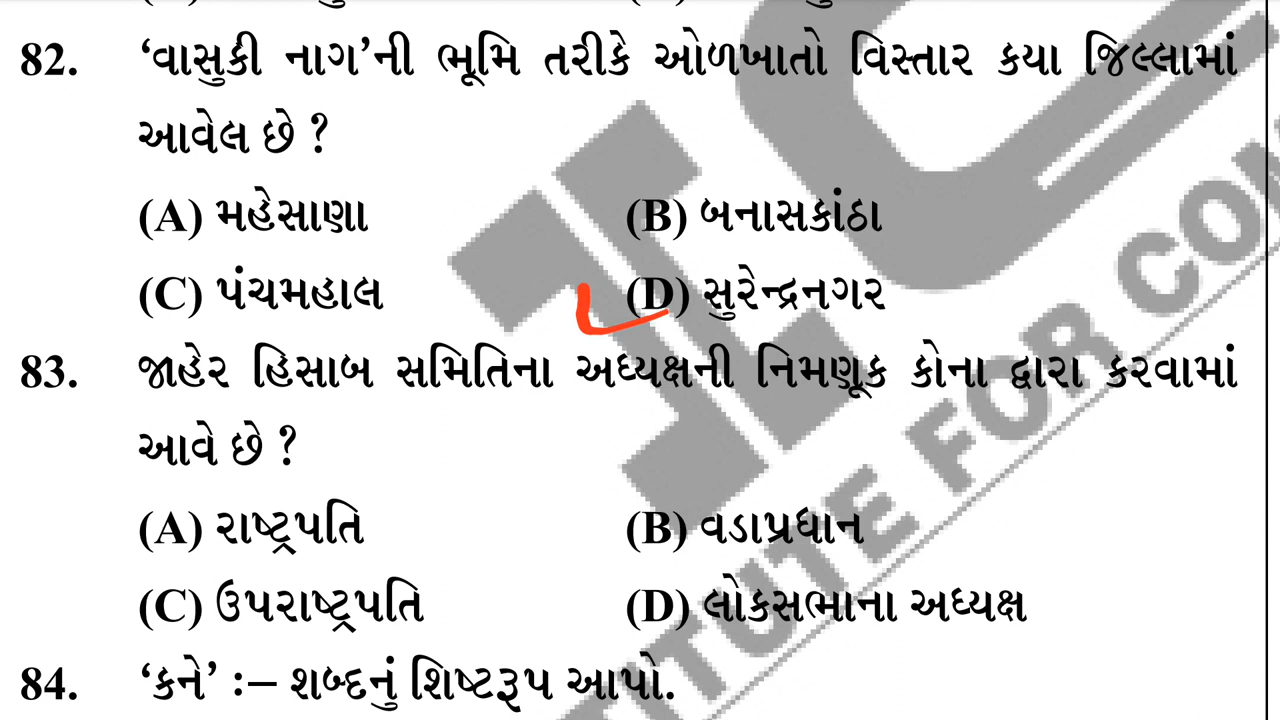 82. ‘વાસુકી નાગ’ની ભૂમિ તરીકે ઓળખાતો વિસ્તાર કયા જિલ્લામાં
આવેલ છે ?
(A) મહેસાણા (B) બનાસકાંઠા
(C) પંચમહાલ (D) સુરેન્દ્રનગર
83. જાહેર હિસાબ સમિતિના અધ્યક્ષની નિમણૂક કોના દ્વારા કરવામાં
આવે છે ?
(A) રાષ્ટ્રપતિ (B) વડાપ્રધાન
(C) ઉપરાષ્ટ્રપતિ (D) લોકસભાના અધ્યક્ષ
84. ‘કને’ :– શબ્દનું શિષ્ટરૂપ આપો.
FOR